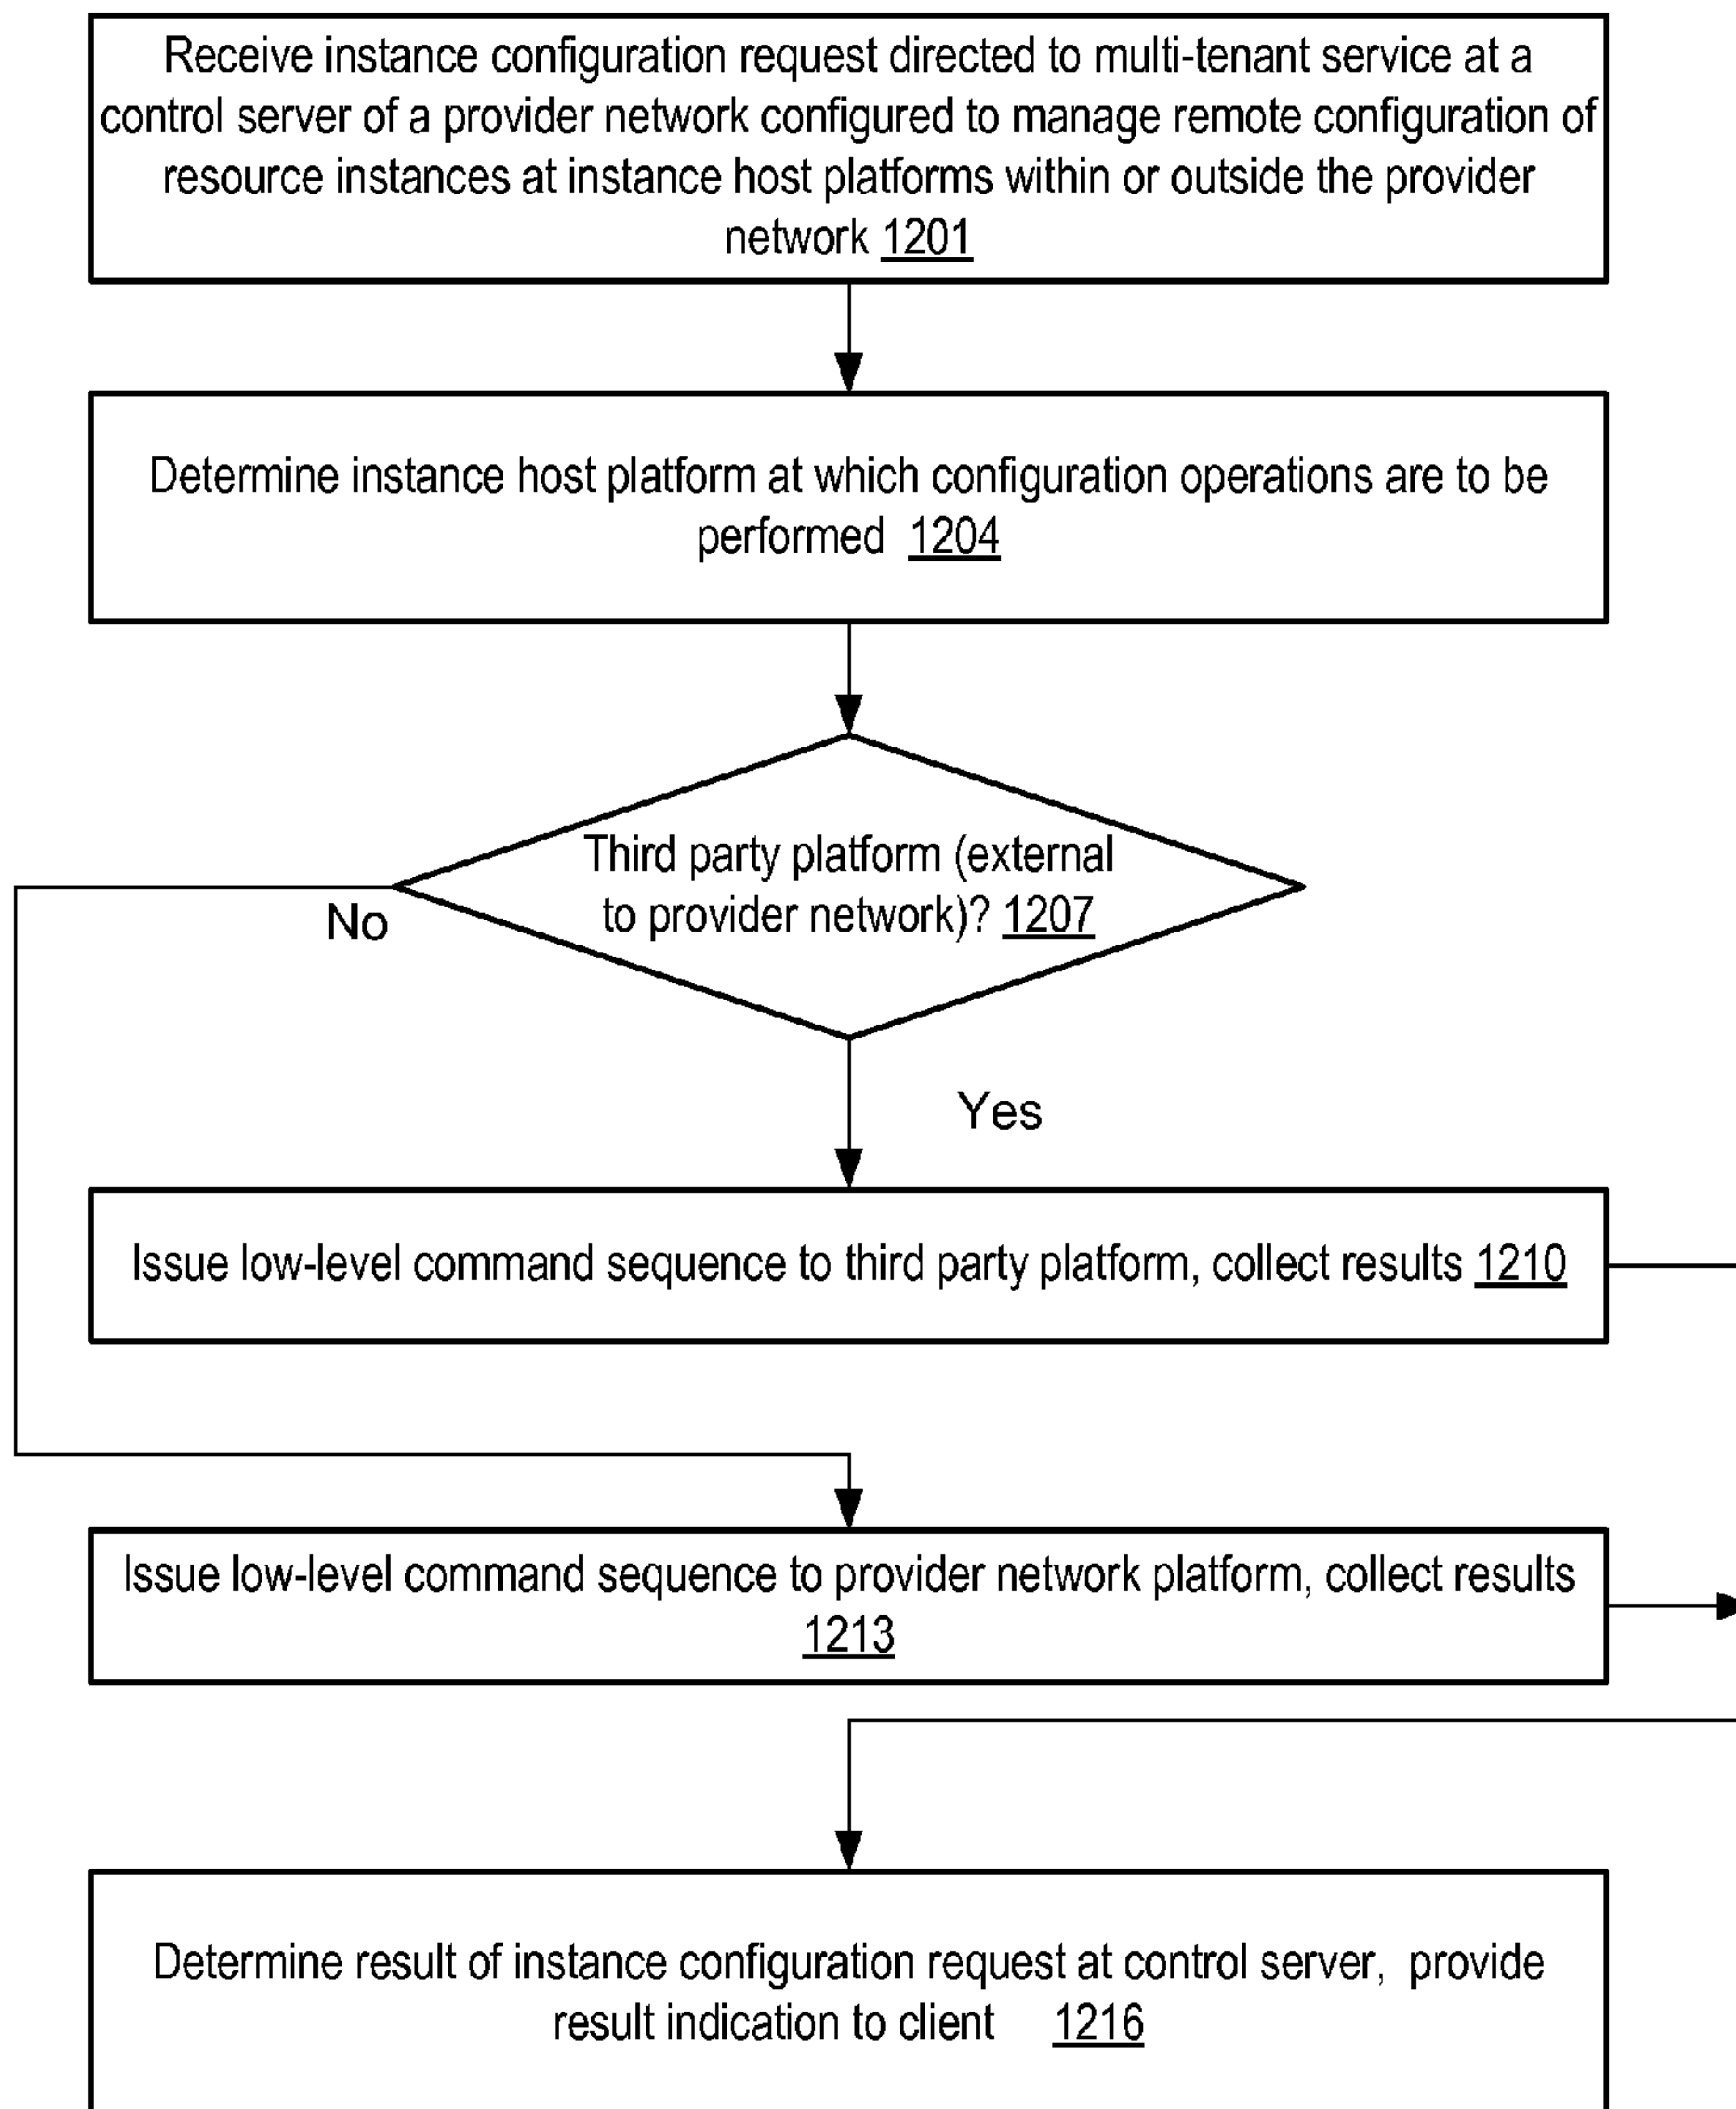 Receive instance configuration request directed to multi-tenant service at a
control server of a provider network configured to manage remote configuration of
resource instances at instance host platforms within or outside the provider
network 1201
Determine instance host platform at which configuration operations are to be
performed 1204
Third party platform (external
to provider network)? 1207
No
Yes
Issue low-level command sequence to third party platform, collect results 1210
Issue low-level command sequence to provider network platform, collect results
1213
Determine result of instance configuration request at control server, provide
result indication to client 1216